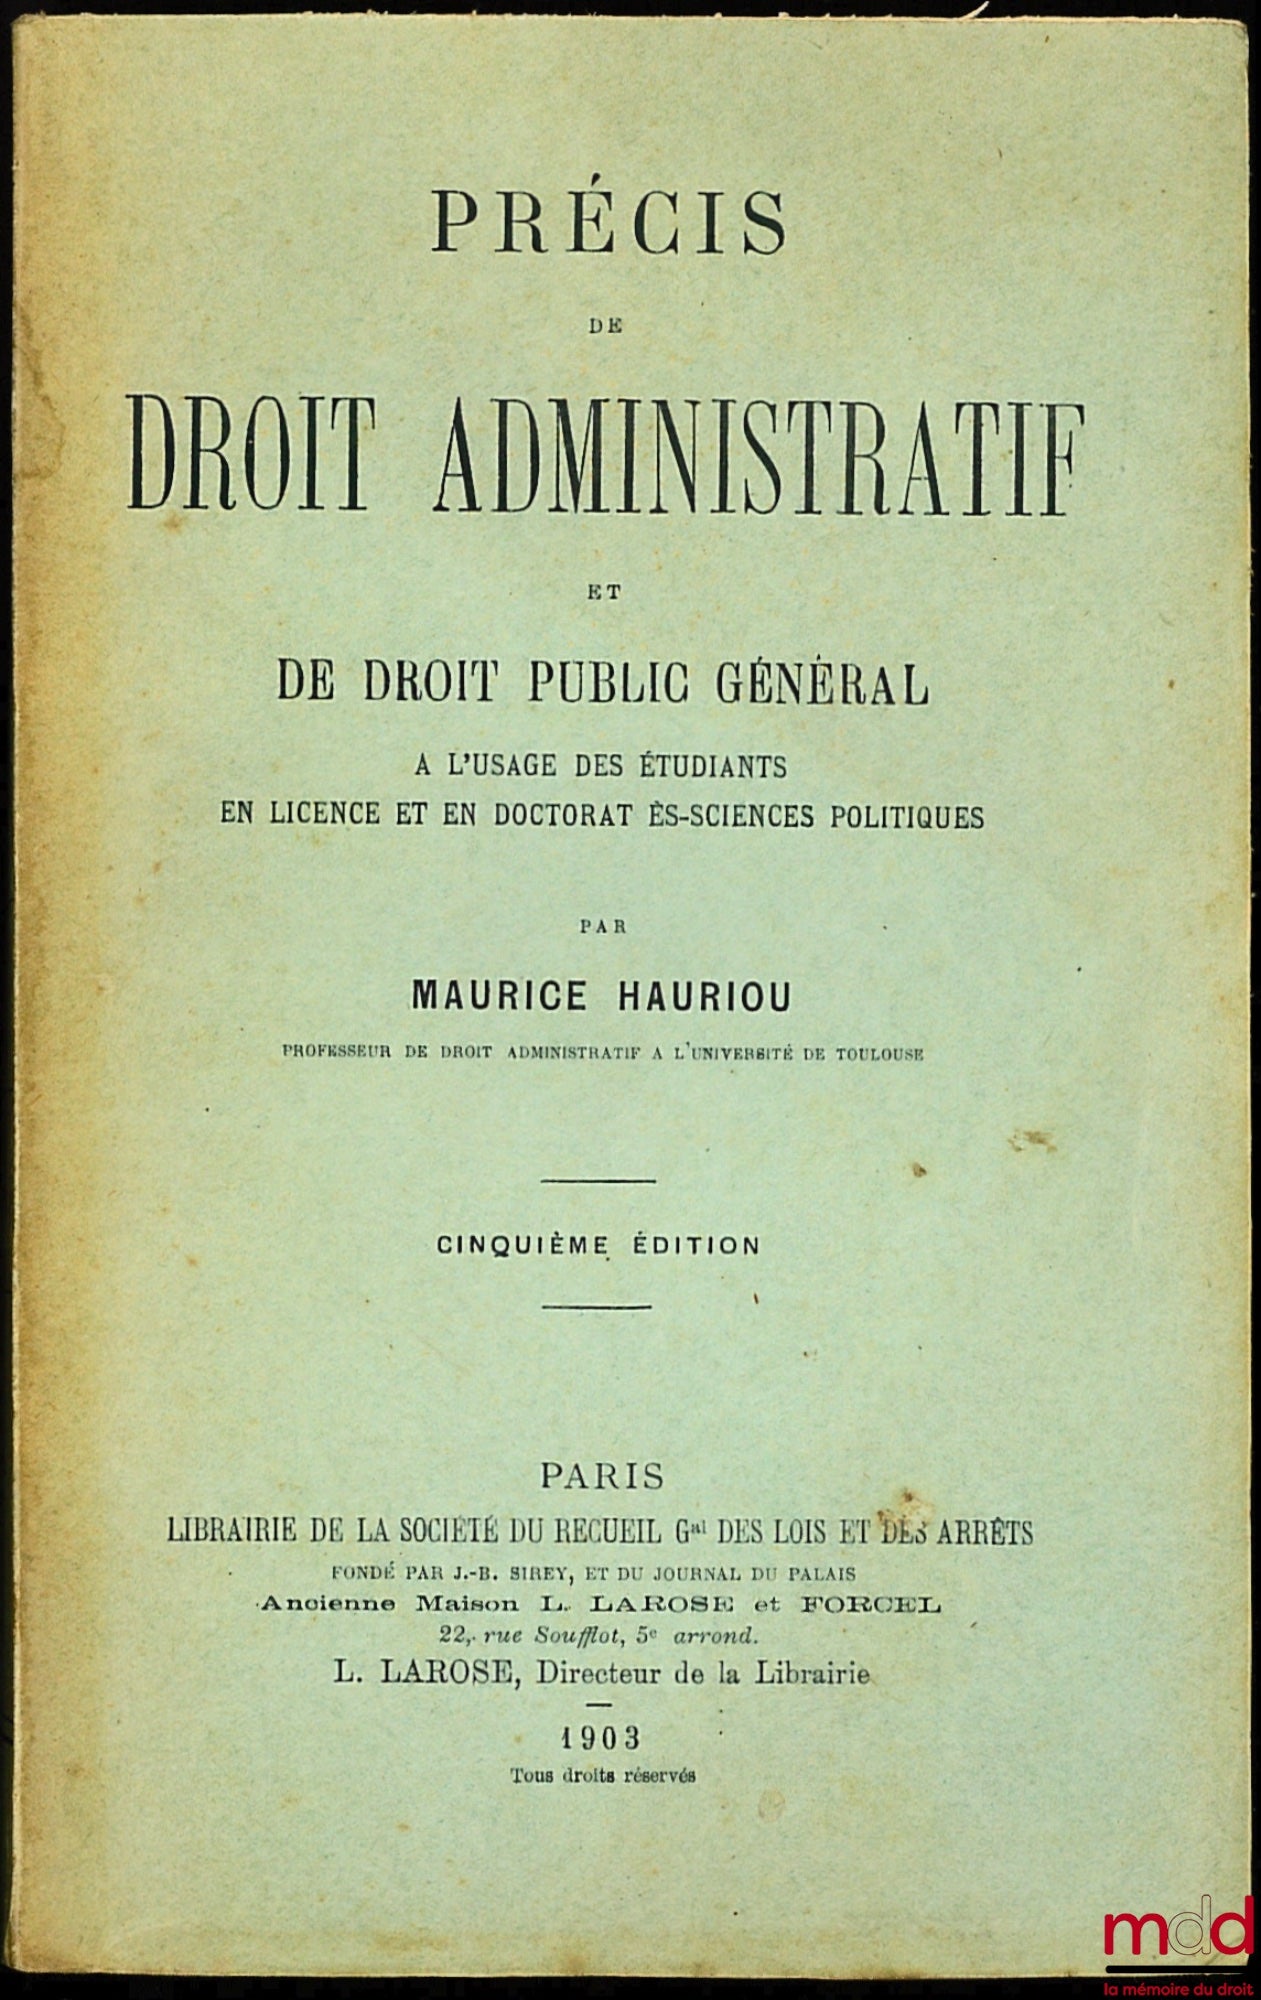 PRÉCIS
DE
DROIT ADMINISTRATIF
ET
DE DROIT PUBLIC GÉNÉRAL
A L'USAGE DES ÉTUDIANTS
EN LICENCE ET EN DOCTORAT ÈS-SCIENCES POLITIQUES
PAR
MAURICE HAURIOU
PROFESSEUR DE DROIT ADMINISTRATIF A L'UNIVERSITÉ DE TOULOUSE
CINQUIÈME ÉDITION
PARIS
LIBRAIRIE DE LA SOCIÉTÉ DU RECUEIL Gal DES LOIS ET DES ARRÊTS
FONDÉ PAR J.-B. SIREY, ET DU JOURNAL DU PALAIS
Ancienne Maison L. LAROSE et FORCEL
22, rue Soufflot, 5e arrond.
L. LAROSE, Directeur de la Librairie
1903
Tous droits réservés
mdd
la mémoire du droit